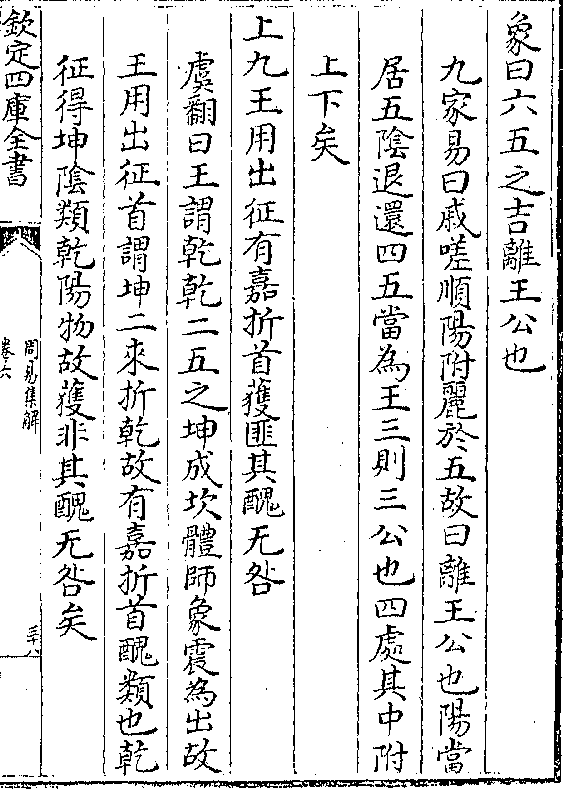 象曰六五之吉離王公也
九家易曰戚嗟順陽附麗於五故曰離王公也陽當
居五陰退還四五當為王三則三公也四處其中附
上下矣
上九王用出征有嘉折首獲匪其醜无咎
虞翻曰王謂乾乾二五之坤成坎體師象震為出故
王用出征首謂坤二來折乾故有嘉折首醜類也乾
征得坤陰類乾陽物故獲非其醜无咎矣
欽定四庫全書
周易集解
卷六
三八